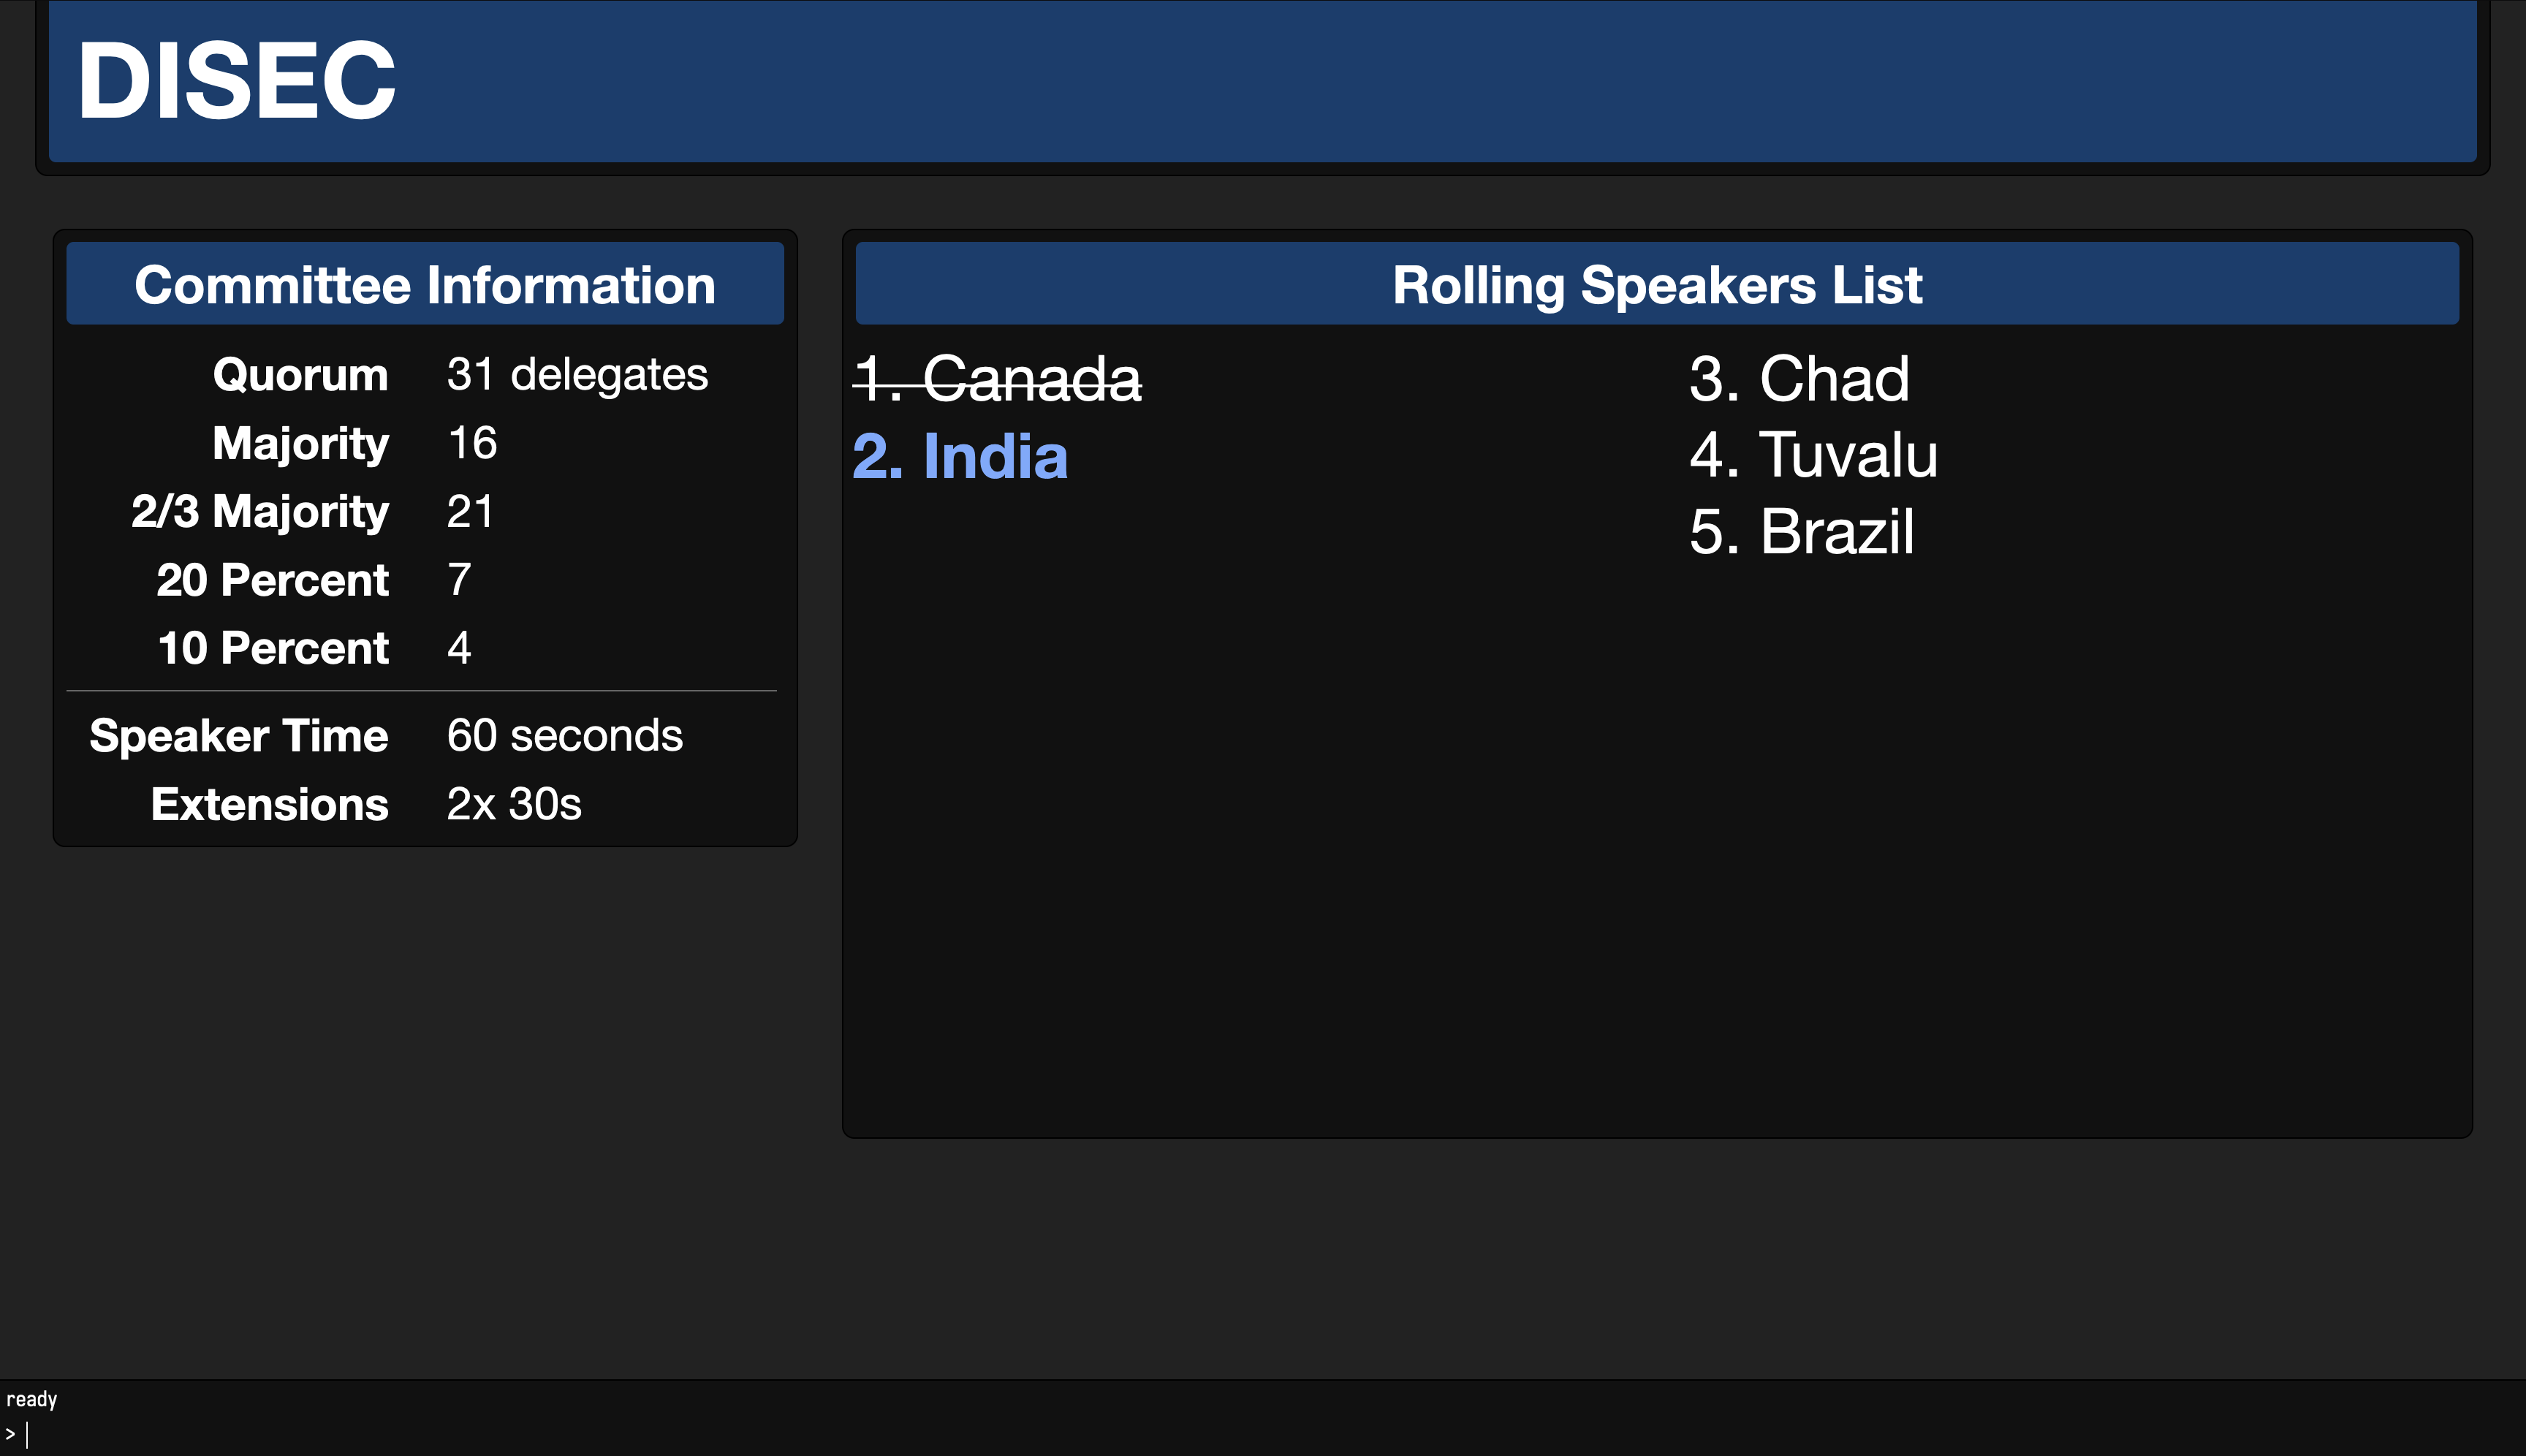 DISEC
Committee Information
Quorum 31 delegates
Majority 16
2/3 Majority 21
20 Percent 7
10 Percent 4
Speaker Time 60 seconds
Extensions 2x 30s
Rolling Speakers List
1. Canada
2. India
3. Chad
4. Tuvalu
5. Brazil
ready
>